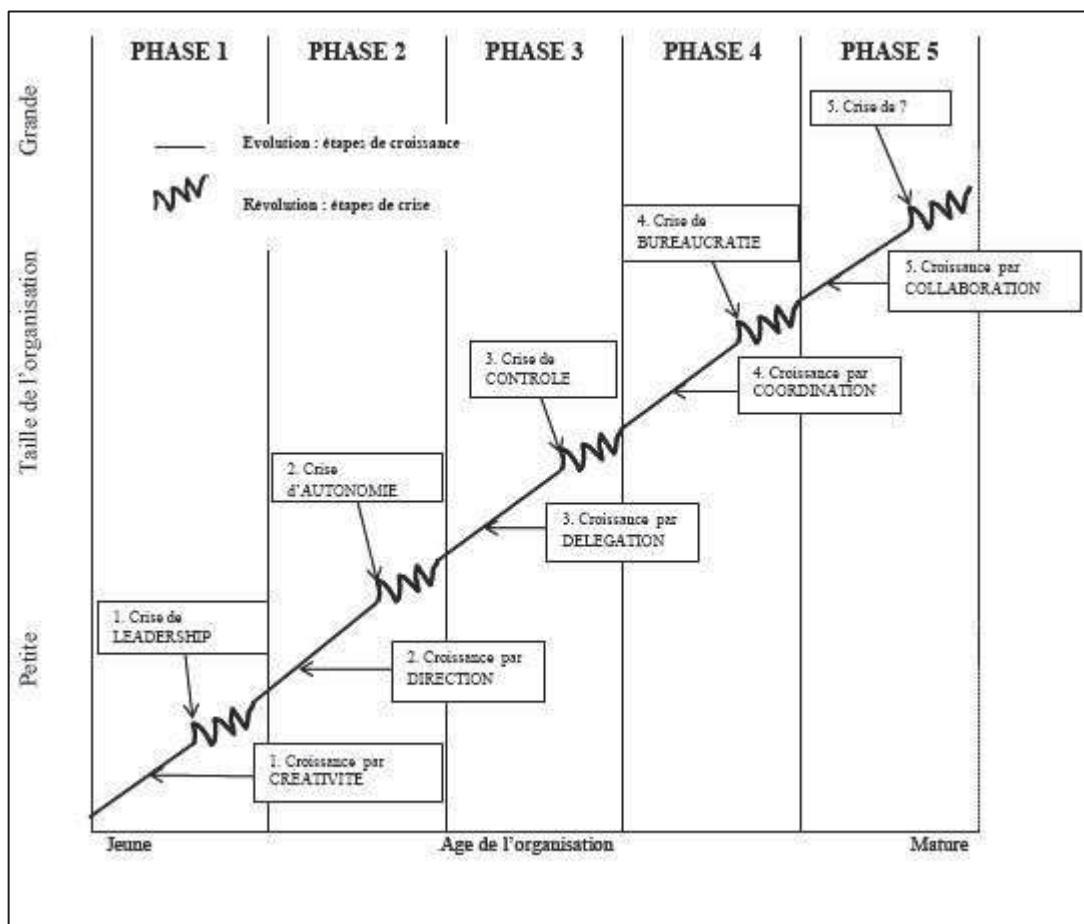 PHASE 1
PHASE 2
PHASE 3
PHASE 4
PHASE 5
Grande
Taille de l'organisation
Petite
Evolution : étapes de croissance
Révolution : étapes de crise
5. Crise de ?
4. Crise de
BUREAUCRATIE
5. Croissance par
COLLABORATION
3. Crise de
CONTROLE
4. Croissance par
COORDINATION
2. Crise
d'AUTONOMIE
3. Croissance par
DELEGATION
1. Crise de
LEADERSHIP
2. Croissance par
DIRECTION
1. Croissance par
CREATIVITE
Jeune
Age de l'organisation
Mature